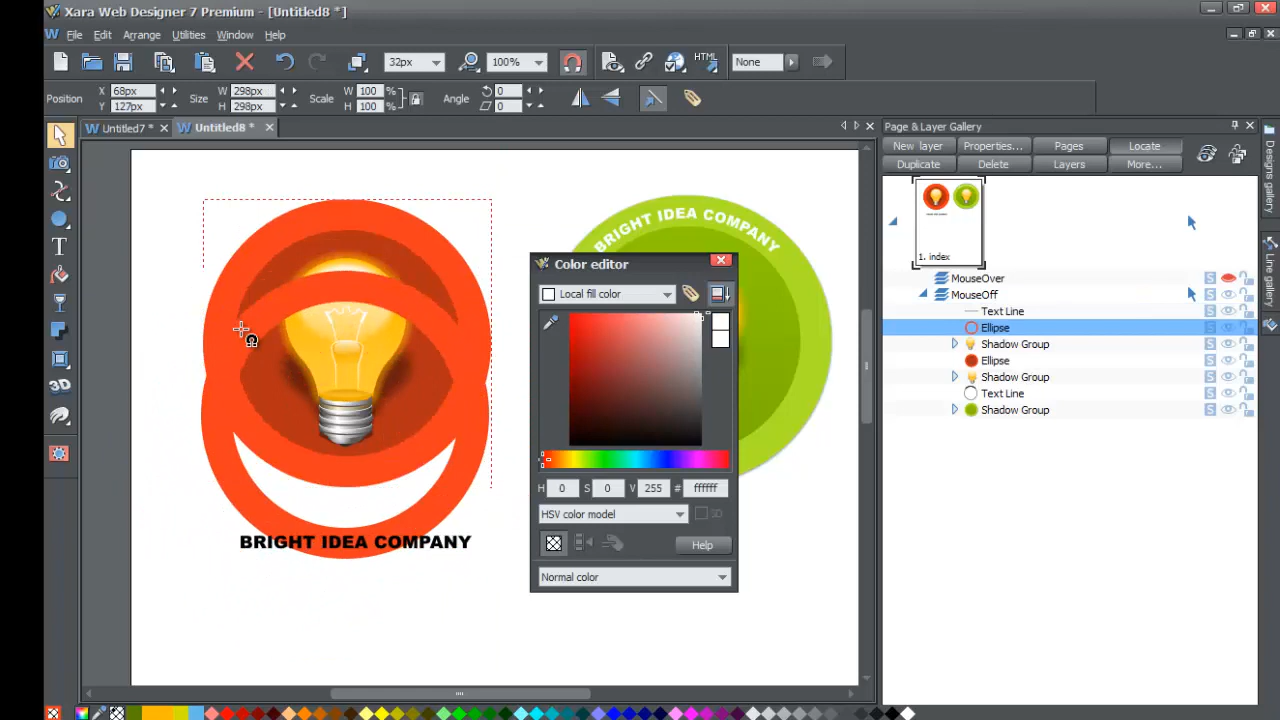 Xara Web Designer 7 Premium - [Untitled8 *]
File Edit Arrange Utilities Window Help
32px 100% HTML None
Position X 68px Size W 298px Scale W 100 % Angle 0
Y 127px H 298px H 100 % 0
Untitled7 * Untitled8 *
Page & Layer Gallery
New layer Properties... Pages Locate
Duplicate Delete Layers More...
Designs gallery
Line gallery
1. index
MouseOver
MouseOff
Text Line
Ellipse
Shadow Group
Ellipse
Shadow Group
Text Line
Shadow Group
BRIGHT IDEA COMPANY
Color editor
Local fill color
H 0 S 0 V 255 # ffffff
HSV color model 3D
Help
Normal color
BRIGHT IDEA COMPANY
T
3D